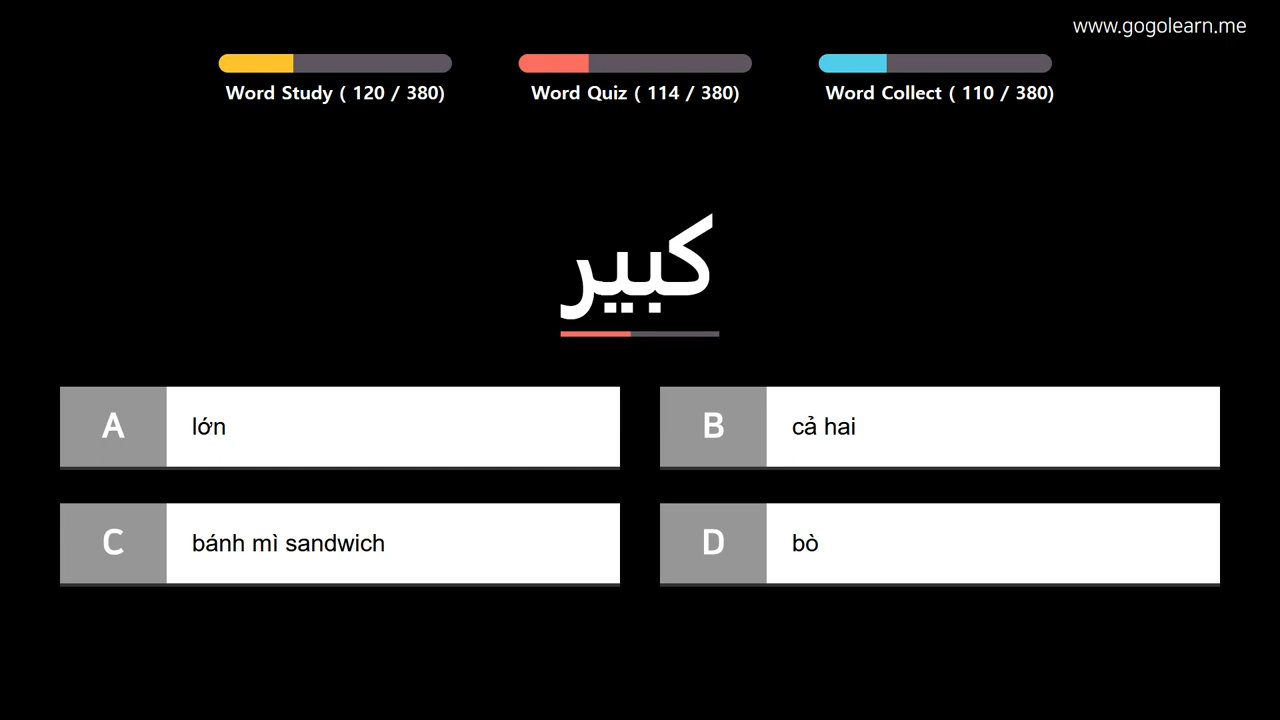 www.gogolearn.me
Word Study ( 120 / 380)
Word Quiz ( 114 / 380)
Word Collect ( 110 / 380)
كبير
A
lớn
B
cả hai
C
bánh mì sandwich
D
bò